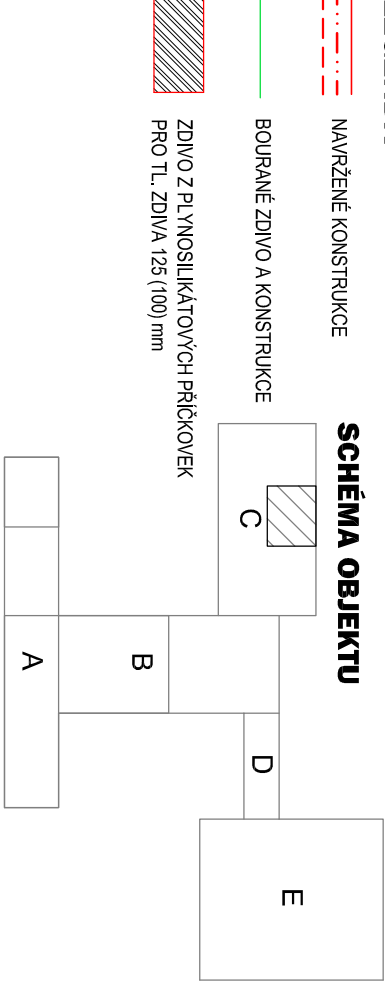 NAVRŽENÉ KONSTRUKCE
BOURANÉ ZDIVO A KONSTRUKCE
ZDIVO Z PLYNOSILIKÁTOVÝCH PŘÍČKOVEK
PRO TL. ZDIVA 125 (100) mm
SCHÉMA OBJEKTU
C
A
B
D
E